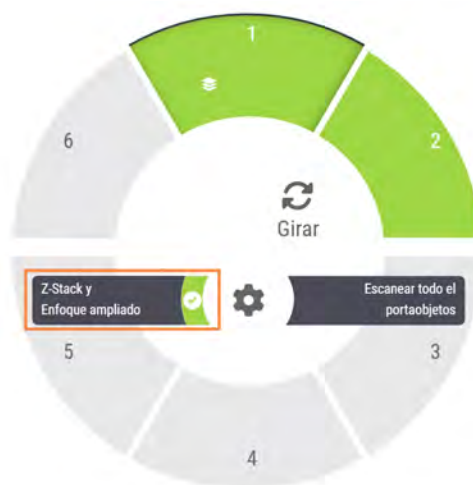 1
2
6
Girar
Z-Stack y
Enfoque ampliado
Escanear todo el
portaobjetos
5
3
4